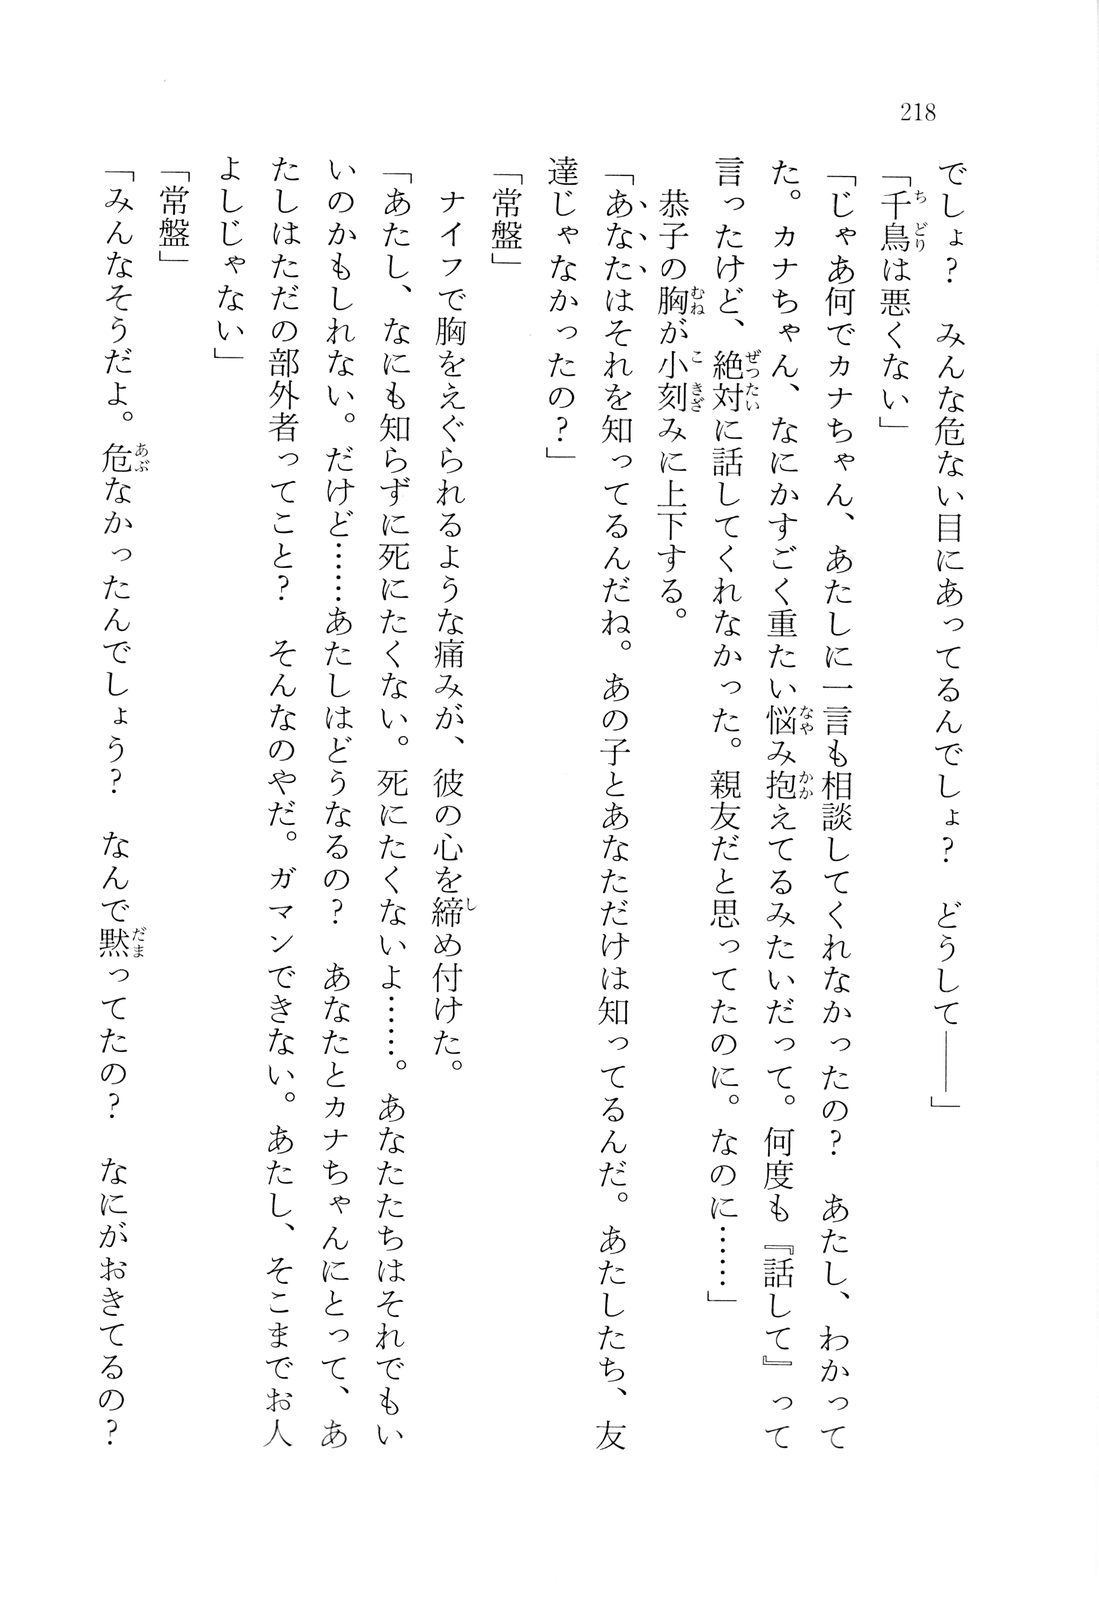 218
でしょ？　みんな危ない目にあってるんでしょ？　どうして――」
「千鳥は悪くない」
「じゃあ何でカナちゃん、あたしに一言も相談してくれなかったの？　あたし、わかって
た。カナちゃん、なにかすごく重たい悩み抱えてるみたいだって。何度も『話して』って
言ったけど、絶対に話してくれなかった。親友だと思ってたのに。なのに……」
　恭子の胸が小刻みに上下する。
「あなたはそれを知ってるんだね。あの子とあなただけは知ってるんだ。あたしたち、友
達じゃなかったの？」
「常盤」
　ナイフで胸をえぐられるような痛みが、彼の心を締め付けた。
「あたし、なにも知らずに死にたくない。死にたくないよ……。あなたたちはそれでもい
いのかもしれない。だけど……あたしはどうなるの？　あなたとカナちゃんにとって、あ
たしはただの部外者ってこと？　そんなのやだ。ガマンできない。あたし、そこまでお人
よしじゃない」
「常盤」
「みんなそうだよ。危なかったんでしょう？　なんで黙ってたの？　なにがおきてるの？